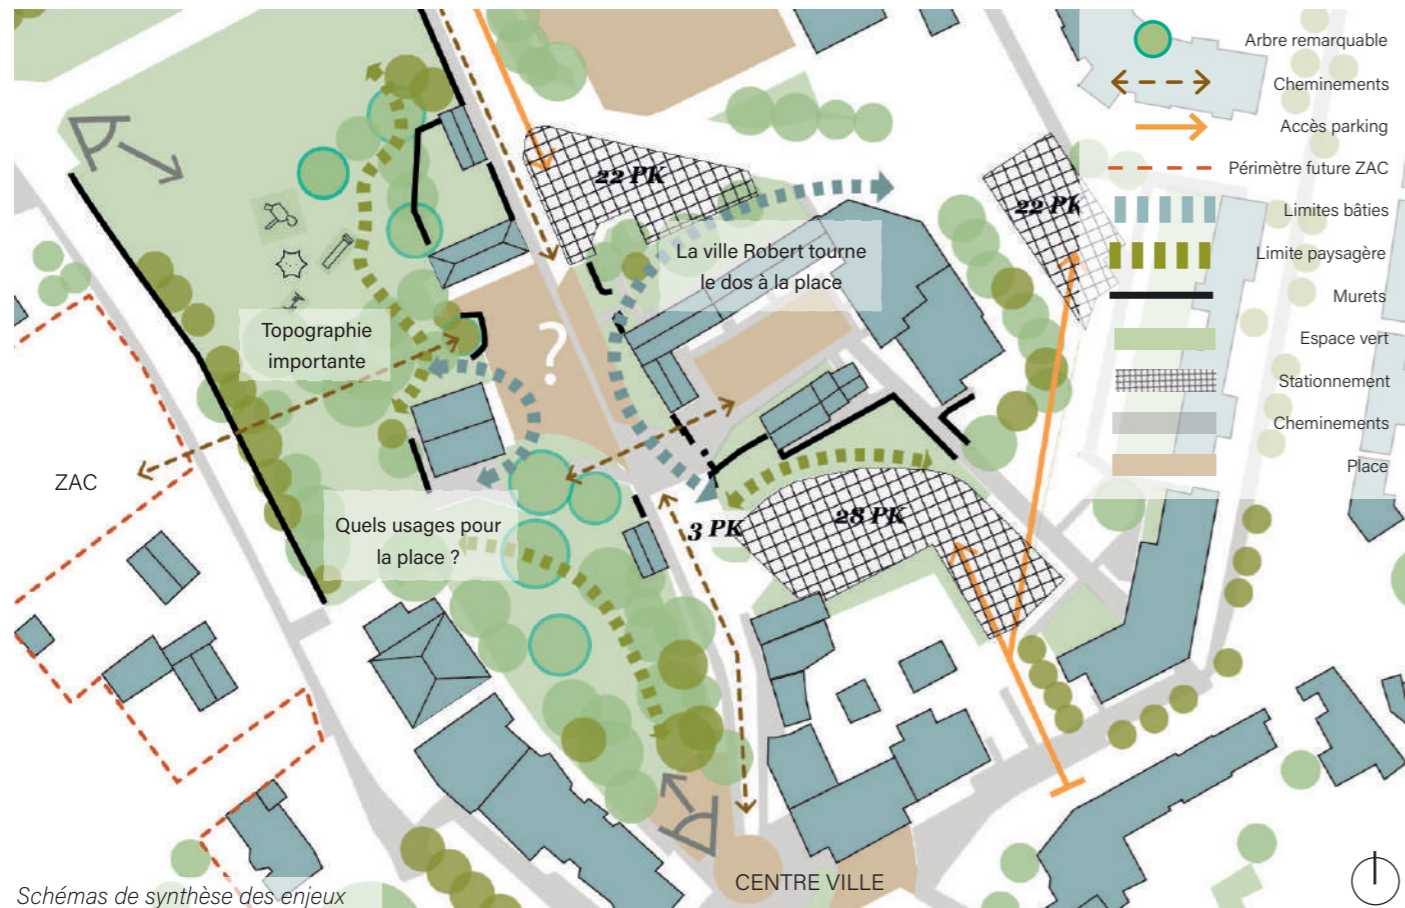 Arbre remarquable
Cheminements
Accès parking
Périmètre future ZAC
Limites bâties
Limite paysagère
Murets
Espace vert
Stationnement
Cheminements
Place
22 PK
22 PK
La ville Robert tourne
le dos à la place
?
Topographie
importante
ZAC
Quels usages pour
la place ?
3 PK
28 PK
CENTRE VILLE
Schémas de synthèse des enjeux